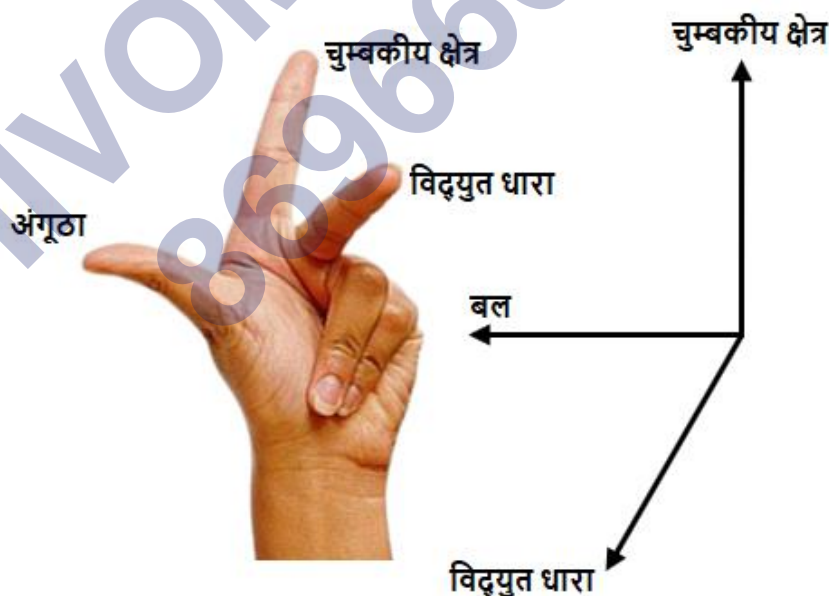 चुम्बकीय क्षेत्र
चुम्बकीय क्षेत्र
विद्युत धारा
अंगूठा
बल
विद्युत धारा